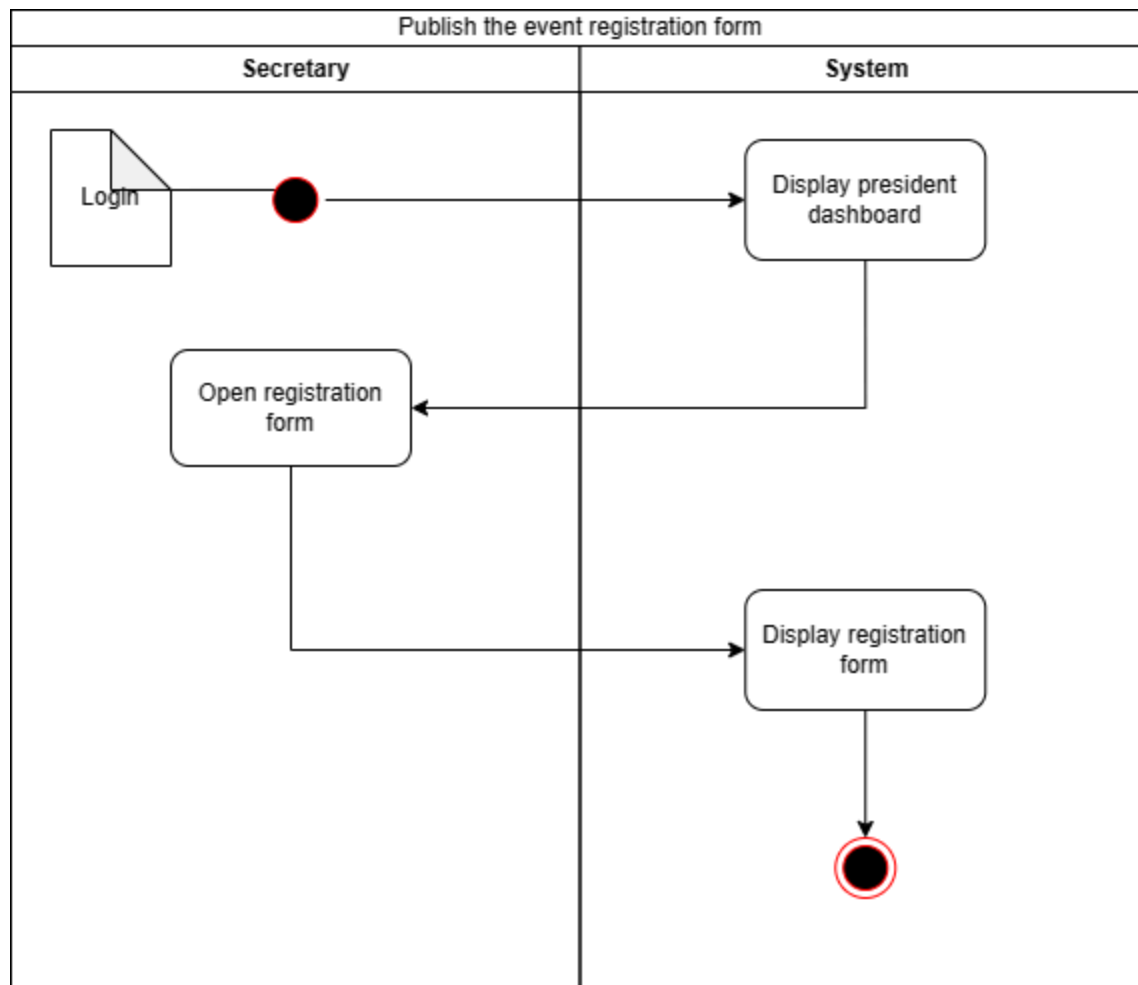 Publish the event registration form
Secretary
System
Login
Display president
dashboard
Open registration
form
Display registration
form